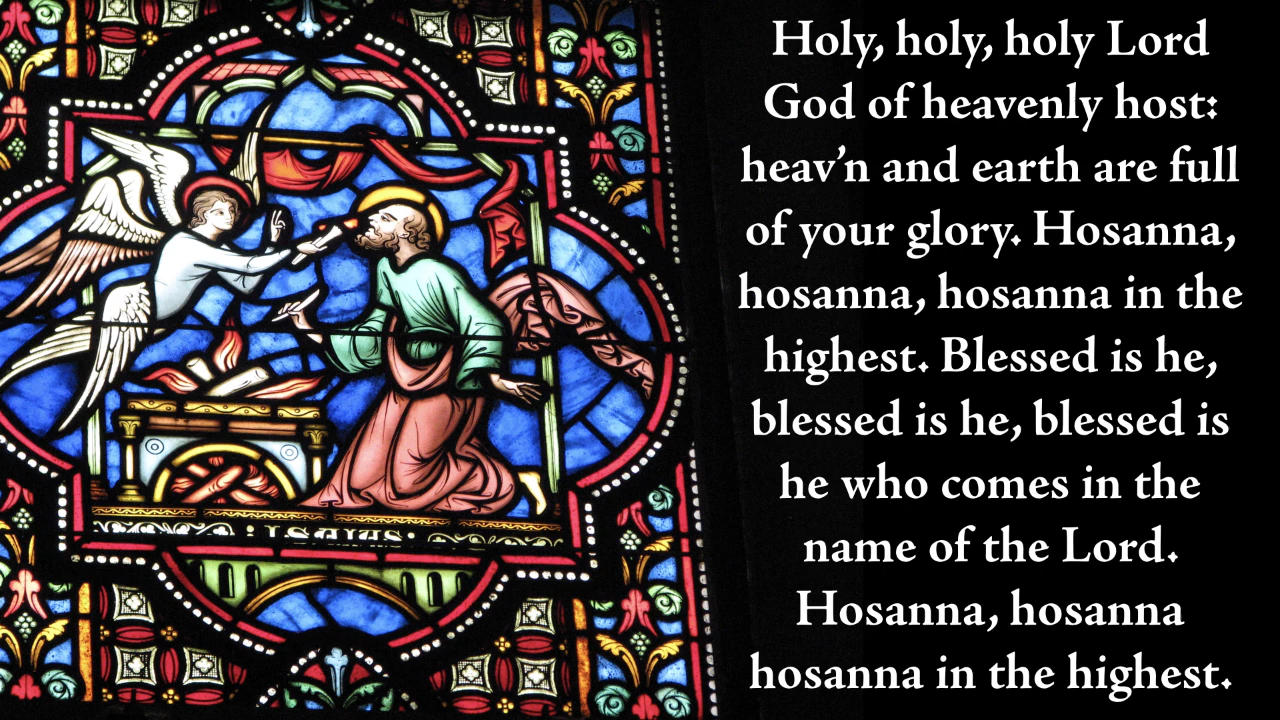 Holy, holy, holy Lord
God of heavenly host:
heav’n and earth are full
of your glory. Hosanna,
hosanna, hosanna in the
highest. Blessed is he,
blessed is he, blessed is
he who comes in the
name of the Lord.
Hosanna, hosanna
hosanna in the highest.
: ISAIAS: